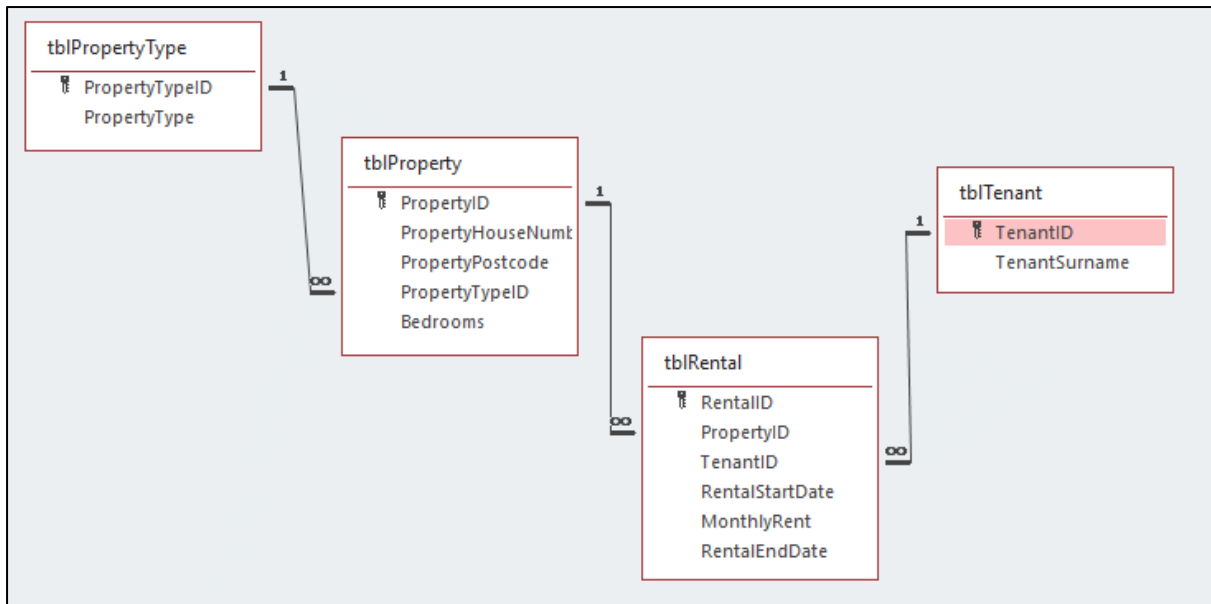 tblPropertyType
PropertyTypeID
PropertyType
1
∞
tblProperty
PropertyID
PropertyHouseNumb
PropertyPostcode
PropertyTypeID
Bedrooms
1
∞
tblRental
RentalID
PropertyID
TenantID
RentalStartDate
MonthlyRent
RentalEndDate
1
∞
tblTenant
TenantID
TenantSurname